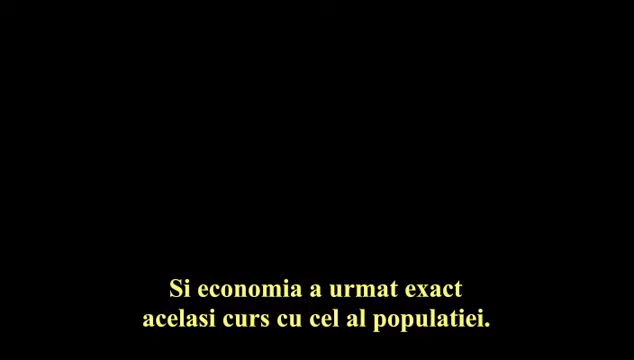 Si economia a urmat exact
acelasi curs cu cel al populatiei.